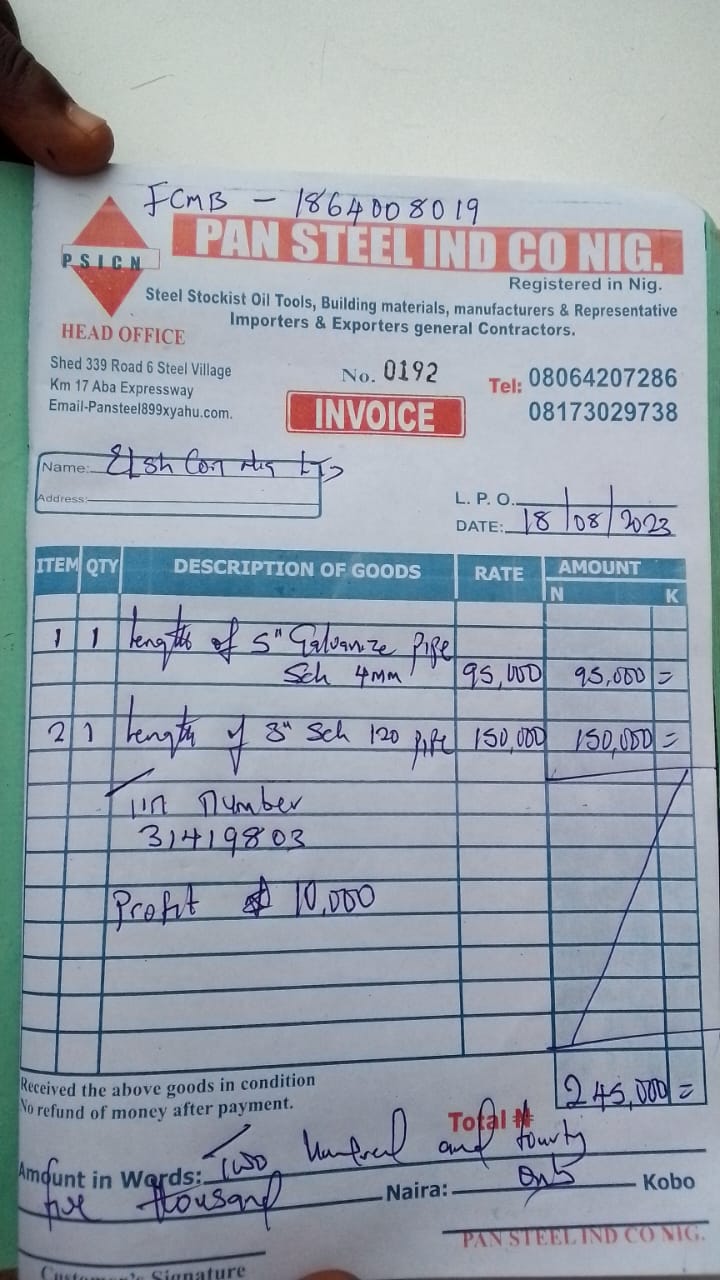 FCMB - 1864008019
PSICN
PAN STEEL IND CO NIG.
Registered in Nig.
Steel Stockist Oil Tools, Building materials, manufacturers & Representative
Importers & Exporters general Contractors.
HEAD OFFICE
Shed 339 Road 6 Steel Village
Km 17 Aba Expressway
Email-Pansteel899xyahu.com.
No. 0192
INVOICE
Tel: 08064207286
08173029738
Name: Con Nig LTD
Address:
L. P. O.
DATE: 18/08/2023
ITEM QTY DESCRIPTION OF GOODS RATE AMOUNT
N K
1 1 Lengths of 5" Galvanize Pipe
Sch 4mm 95,000 95,000 =
2 1 Length of 3" Sch 120 pipe 150,000 150,000 =
Tin number
31419803
Profit 10,000
245,000 =
Received the above goods in condition
No refund of money after payment.
Total ₦
Amount in Words: Two Hundred and fourty
five thousand Naira: Only Kobo
PAN STEEL IND CO NIG.
Customer's Signature